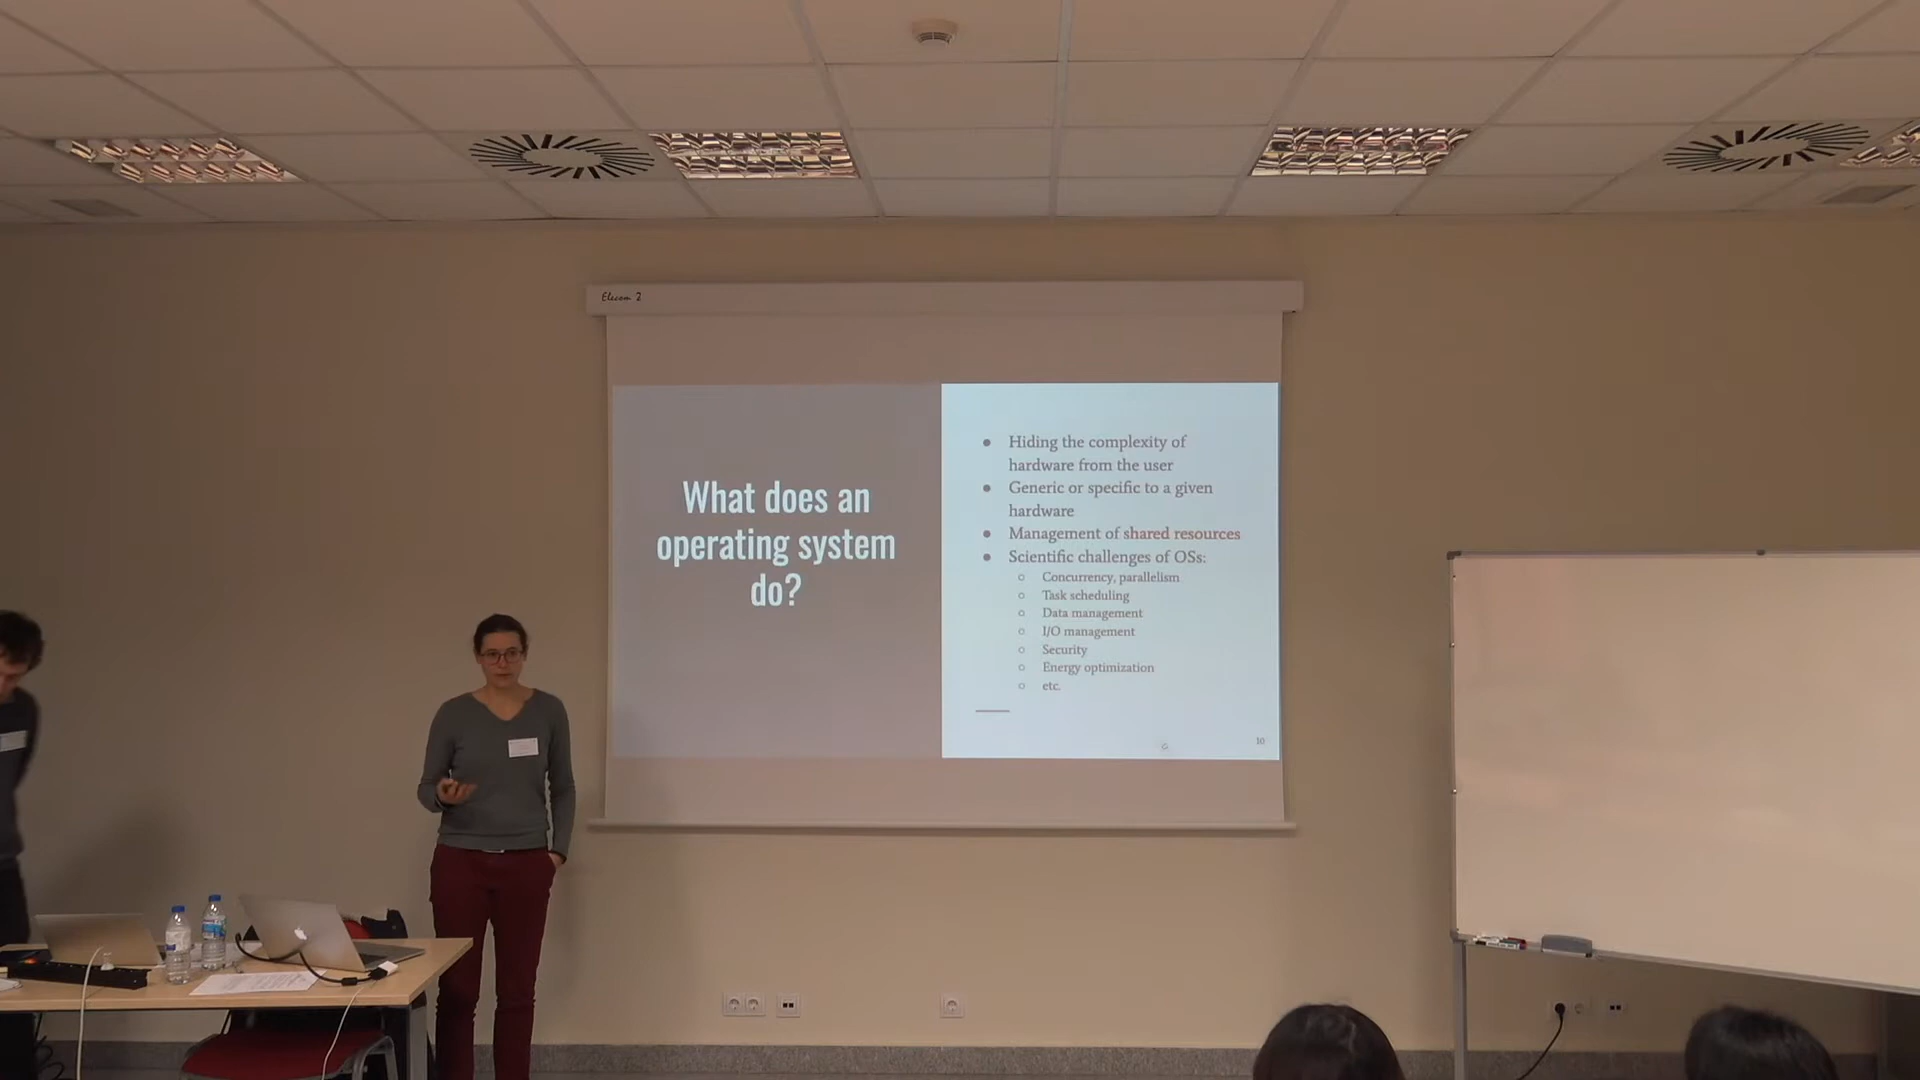 Elecom 2
What does an
operating system
do?
● Hiding the complexity of
hardware from the user
● Generic or specific to a given
hardware
● Management of shared resources
● Scientific challenges of OSs:
○ Concurrency, parallelism
○ Task scheduling
○ Data management
○ I/O management
○ Security
○ Energy optimization
○ etc.
10